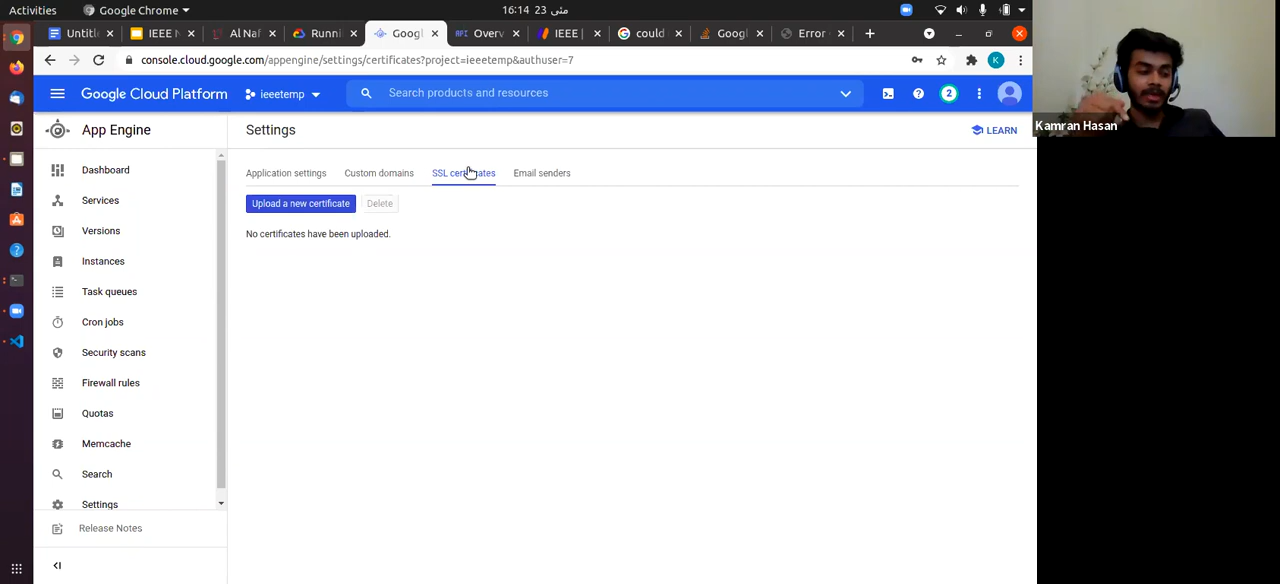 Activities
Google Chrome
16:14 23 مئی
Untitle
IEEE N
Al Naf
Runni
Googl
API Overv
IEEE |
could
Googl
Error
console.cloud.google.com/appengine/settings/certificates?project=ieeetemp&authuser=7
K
Google Cloud Platform
ieeetemp
Search products and resources
2
App Engine
Settings
LEARN
Kamran Hasan
Dashboard
Services
Versions
Instances
Task queues
Cron jobs
Security scans
Firewall rules
Quotas
Memcache
Search
Settings
Release Notes
Application settings
Custom domains
SSL certificates
Email senders
Upload a new certificate
Delete
No certificates have been uploaded.